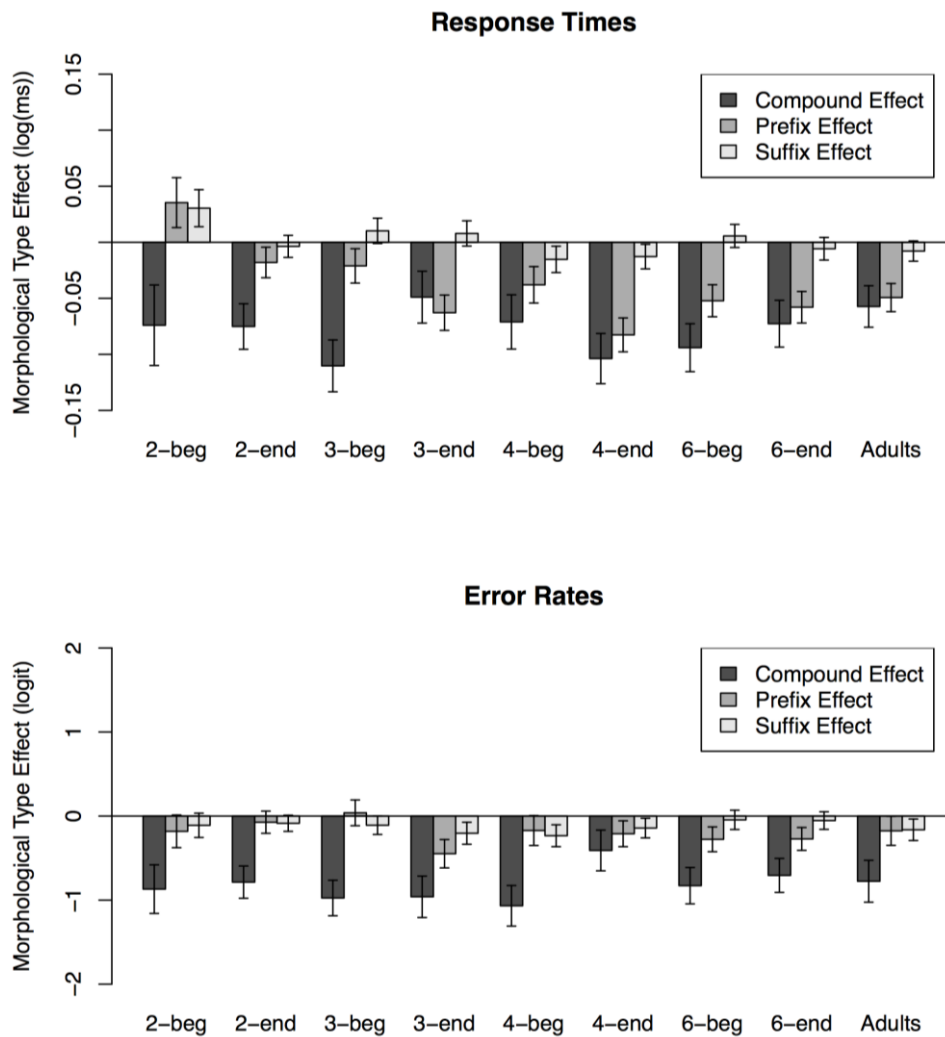 Response Times
Morphological Type Effect (log(ms))
0.15
0.05
−0.05
−0.15
Compound Effect
Prefix Effect
Suffix Effect
2−beg 2−end 3−beg 3−end 4−beg 4−end 6−beg 6−end Adults
Error Rates
Morphological Type Effect (logit)
2
1
0
−1
−2
Compound Effect
Prefix Effect
Suffix Effect
2−beg 2−end 3−beg 3−end 4−beg 4−end 6−beg 6−end Adults